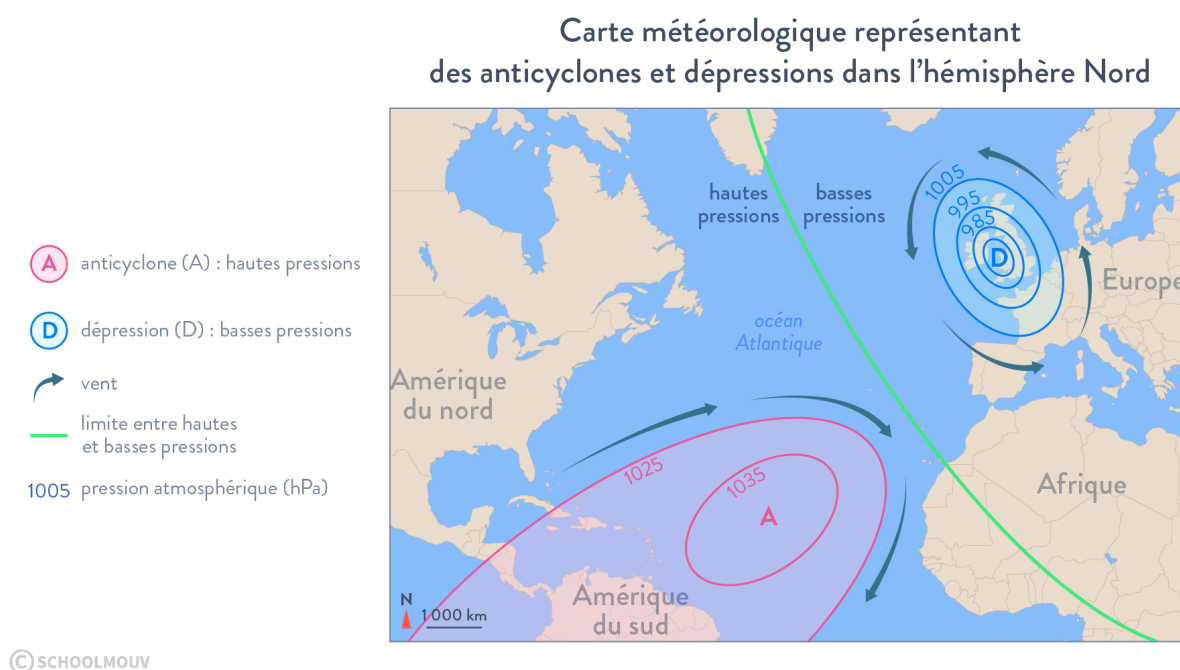 Carte météorologique représentant
des anticyclones et dépressions dans l’hémisphère Nord
A
anticyclone (A) : hautes pressions
D
dépression (D) : basses pressions
vent
limite entre hautes
et basses pressions
1005 pression atmosphérique (hPa)
hautes
pressions
basses
pressions
1005
995
985
D
Europe
océan
Atlantique
Amérique
du nord
1025
1035
A
Afrique
Amérique
du sud
N
1 000 km
© SCHOOLMOUV